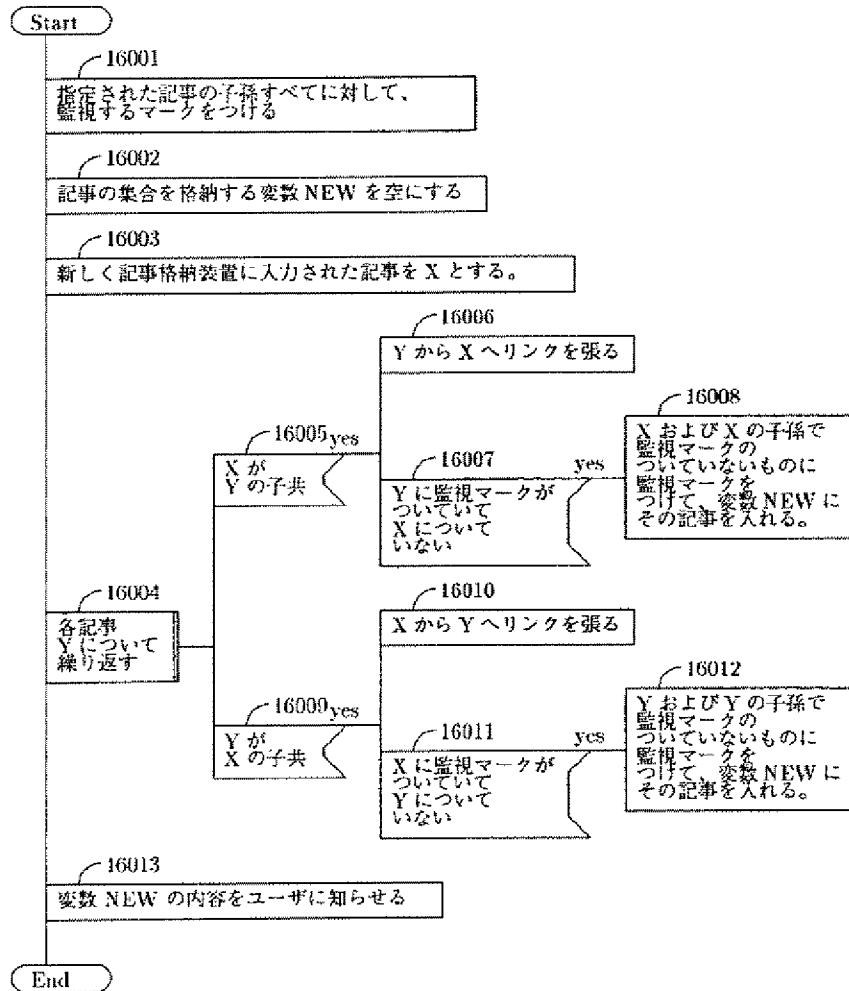 Start
16001
指定された記事の子孫すべてに対して、
監視するマークをつける
16002
記事の集合を格納する変数 NEW を空にする
16003
新しく記事格納装置に入力された記事を X とする。
16004
各記事
Y について
繰り返す
16005 yes
X が
Y の子共
16006
Y から X へリンクを張る
16007 yes
Y に監視マークが
ついていて
X について
いない
16008
X および X の子孫で
監視マークの
ついていないものに
監視マークを
つけて、変数 NEW に
その記事を入れる。
16009 yes
Y が
X の子共
16010
X から Y へリンクを張る
16011 yes
X に監視マークが
ついていて
Y について
いない
16012
Y および Y の子孫で
監視マークの
ついていないものに
監視マークを
つけて、変数 NEW に
その記事を入れる。
16013
変数 NEW の内容をユーザに知らせる
End